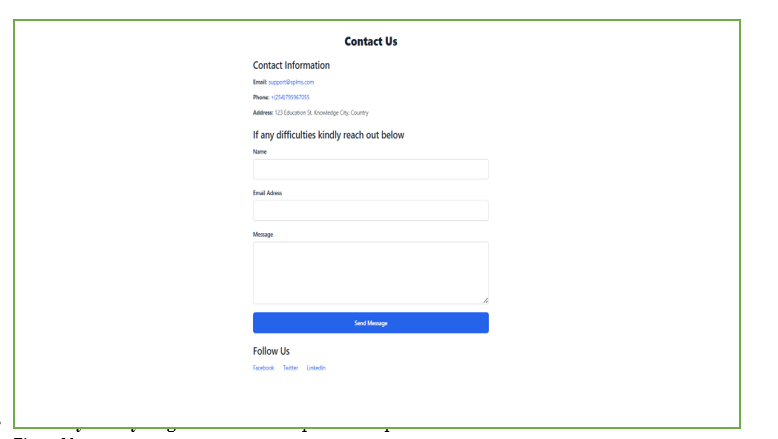 Contact Us
Contact Information
Email: support@splms.com
Phone: +(254)799367055
Address: 123 Education St. Knowledge City, Country
If any difficulties kindly reach out below
Name
Email Adress
Message
Send Message
Follow Us
Facebook Twitter LinkedIn